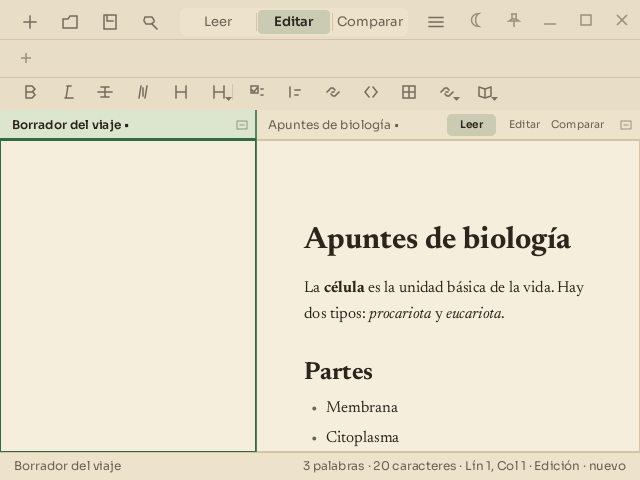 Leer Editar Comparar
Borrador del viaje •
Apuntes de biología • Leer Editar Comparar
Apuntes de biología
La célula es la unidad básica de la vida. Hay
dos tipos: procariota y eucariota.
Partes
• Membrana
• Citoplasma
Borrador del viaje 3 palabras · 20 caracteres · Lín 1, Col 1 · Edición · nuevo